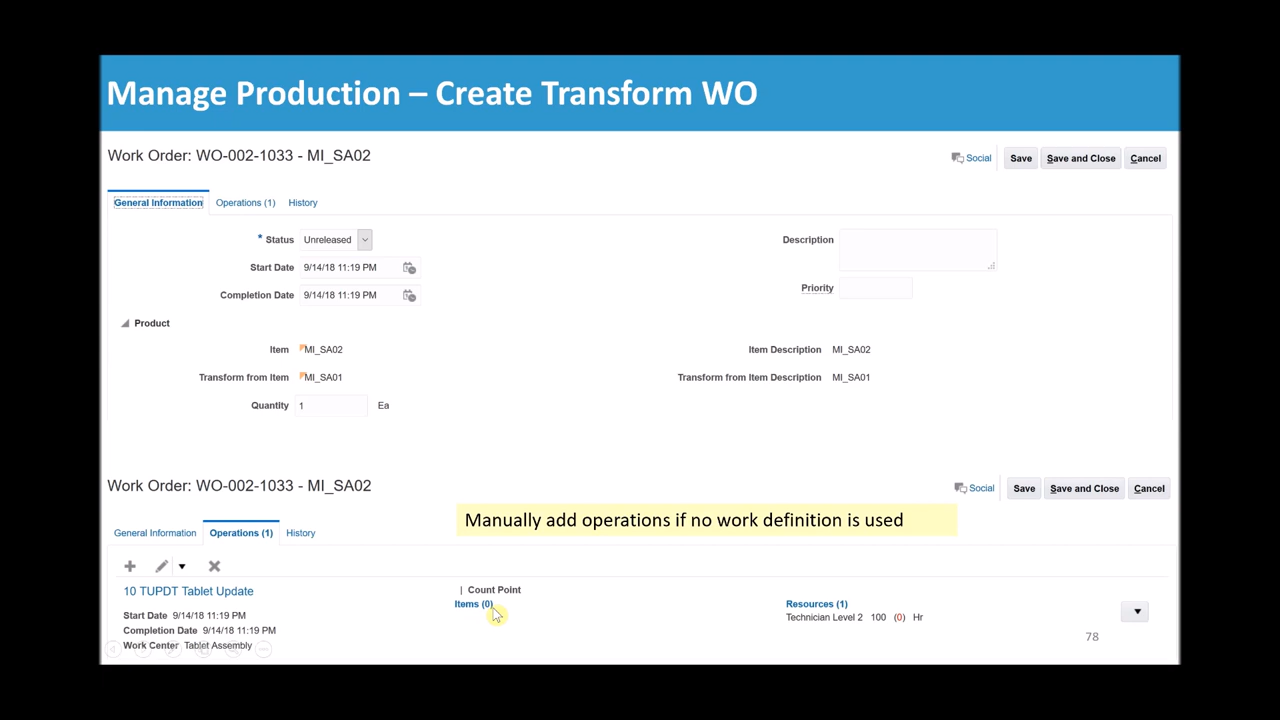 Manage Production – Create Transform WO
Work Order: WO-002-1033 - MI_SA02
Social Save Save and Close Cancel
General Information Operations (1) History
* Status Unreleased Description
Start Date 9/14/18 11:19 PM
Priority
Completion Date 9/14/18 11:19 PM
Product
Item MI_SA02 Item Description MI_SA02
Transform from Item MI_SA01 Transform from Item Description MI_SA01
Quantity 1 Ea
Work Order: WO-002-1033 - MI_SA02
Social Save Save and Close Cancel
Manually add operations if no work definition is used
General Information Operations (1) History
10 TUPDT Tablet Update | Count Point
Items (0) Resources (1)
Start Date 9/14/18 11:19 PM Technician Level 2 100 (0) Hr
Completion Date 9/14/18 11:19 PM
Work Center Tablet Assembly
78